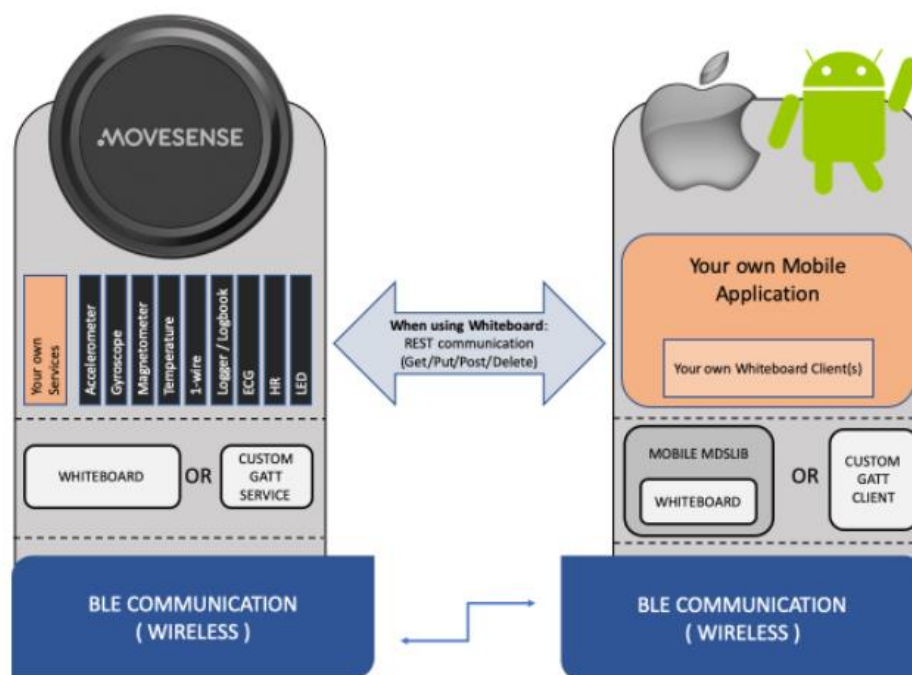 MOVESENSE
Your own
Services
Accelerometer
Gyroscope
Magnetometer
Temperature
1-wire
Logger / Logbook
ECG
HR
LED
WHITEBOARD
OR
CUSTOM
GATT
SERVICE
BLE COMMUNICATION
( WIRELESS )
When using Whiteboard:
REST communication
(Get/Put/Post/Delete)
Your own Mobile
Application
Your own Whiteboard Client(s)
MOBILE MDSLIB
WHITEBOARD
OR
CUSTOM
GATT
CLIENT
BLE COMMUNICATION
( WIRELESS )